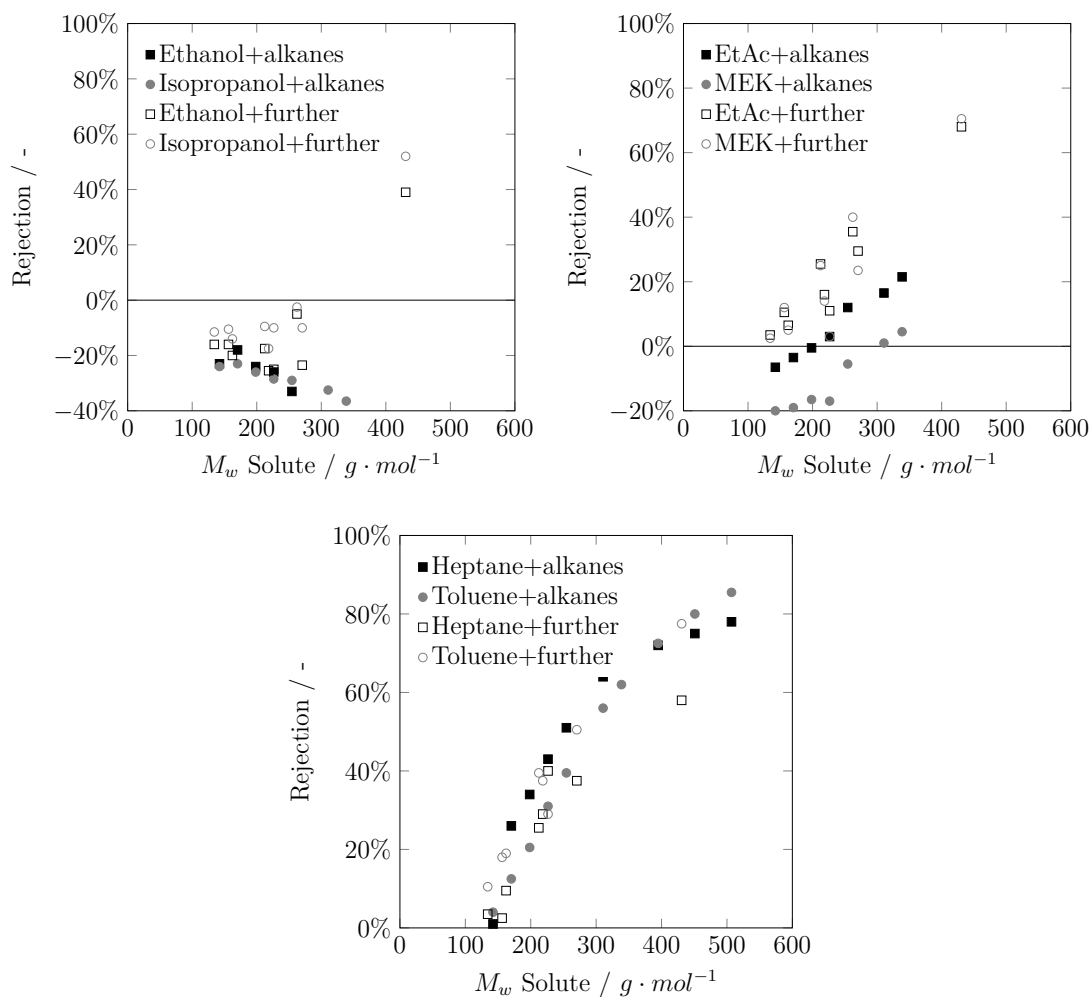 100%
80%
60%
40%
20%
0%
−20%
−40%
0 100 200 300 400 500 600
Rejection / -
M_w Solute / g · mol^−1
Ethanol+alkanes
Isopropanol+alkanes
Ethanol+further
Isopropanol+further
100%
80%
60%
40%
20%
0%
−20%
0 100 200 300 400 500 600
Rejection / -
M_w Solute / g · mol^−1
EtAc+alkanes
MEK+alkanes
EtAc+further
MEK+further
100%
80%
60%
40%
20%
0%
0 100 200 300 400 500 600
Rejection / -
M_w Solute / g · mol^−1
Heptane+alkanes
Toluene+alkanes
Heptane+further
Toluene+further